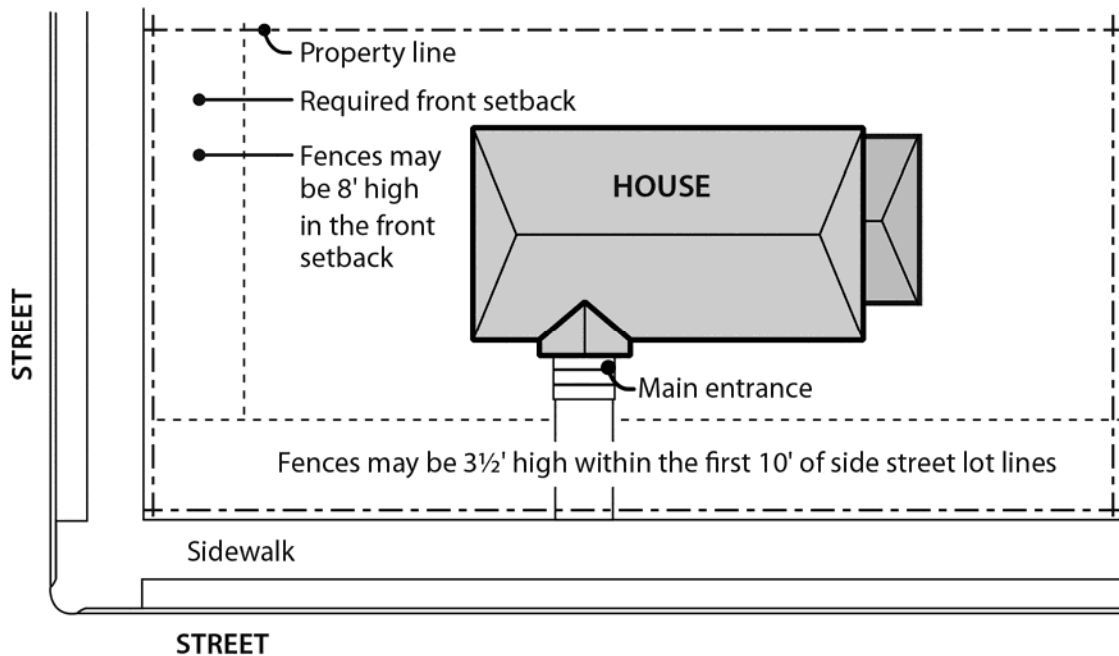 Property line
Required front setback
Fences may
be 8' high
in the front
setback
HOUSE
STREET
Main entrance
Fences may be 3½' high within the first 10' of side street lot lines
Sidewalk
STREET